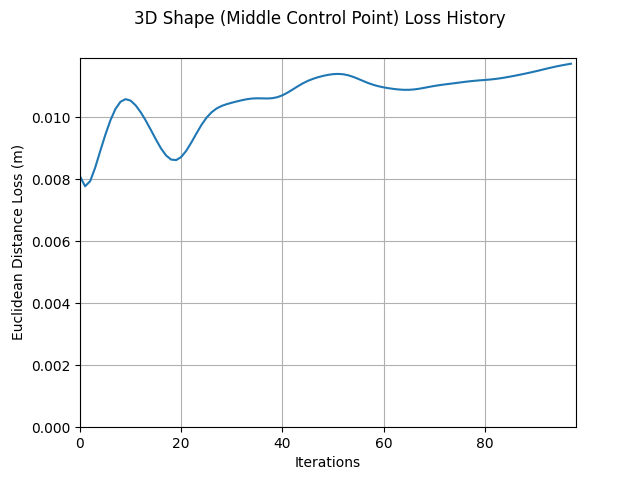 3D Shape (Middle Control Point) Loss History
Euclidean Distance Loss (m)
0.010
0.008
0.006
0.004
0.002
0.000
0 20 40 60 80
Iterations